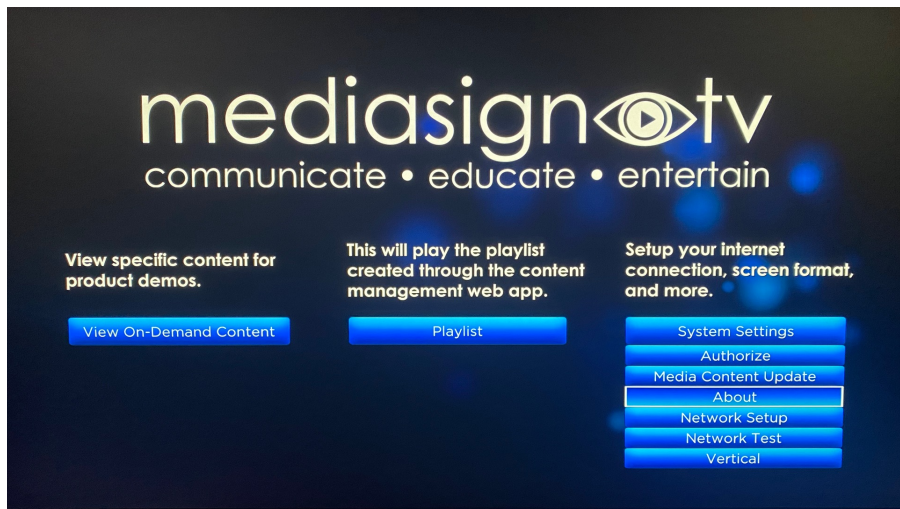 mediasign tv
communicate • educate • entertain
View specific content for
product demos.
View On-Demand Content
This will play the playlist
created through the content
management web app.
Playlist
Setup your internet
connection, screen format,
and more.
System Settings
Authorize
Media Content Update
About
Network Setup
Network Test
Vertical